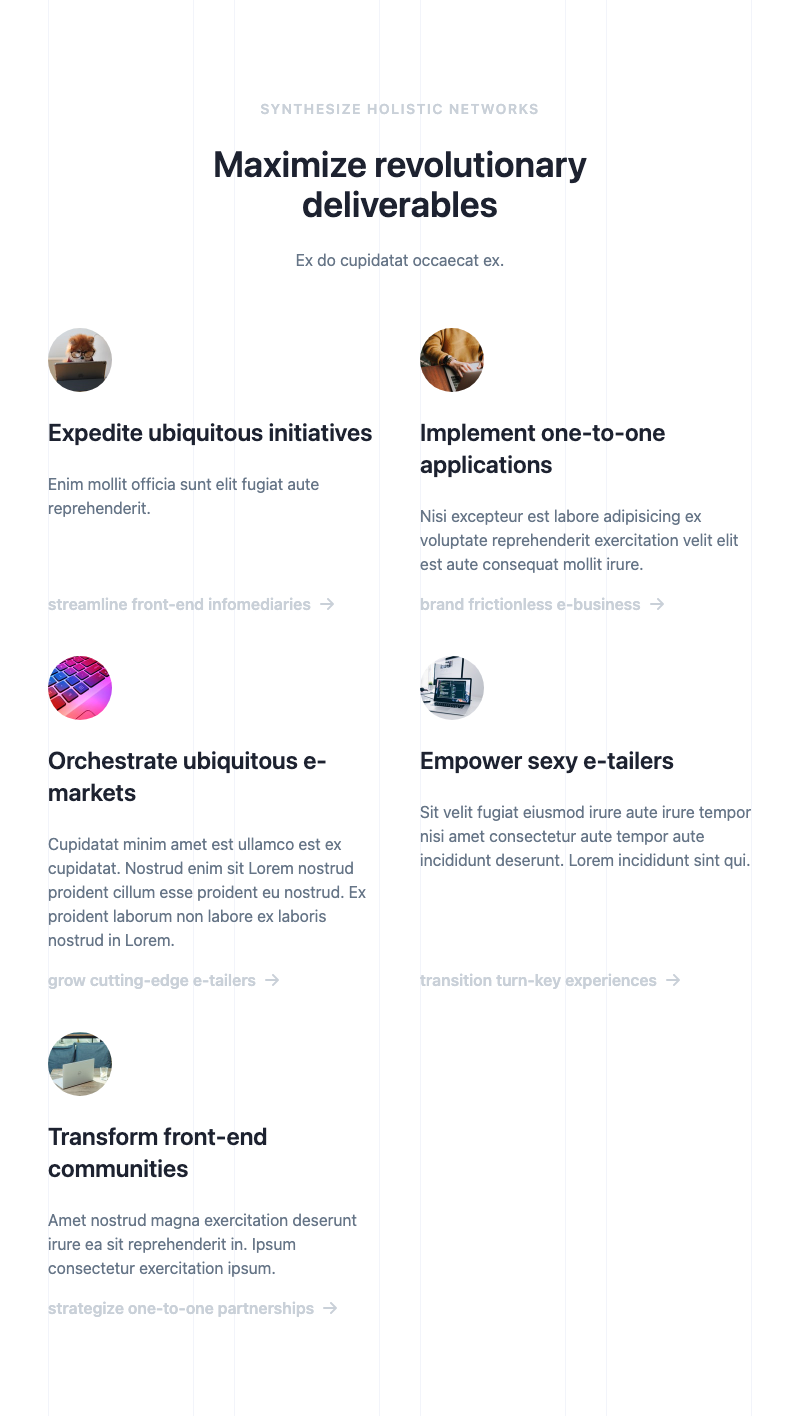 SYNTHESIZE HOLISTIC NETWORKS
Maximize revolutionary
deliverables
Ex do cupidatat occaecat ex.
Expedite ubiquitous initiatives
Enim mollit officia sunt elit fugiat aute
reprehenderit.
streamline front-end infomediaries →
Implement one-to-one
applications
Nisi excepteur est labore adipisicing ex
voluptate reprehenderit exercitation velit elit
est aute consequat mollit irure.
brand frictionless e-business →
Orchestrate ubiquitous e-
markets
Cupidatat minim amet est ullamco est ex
cupidatat. Nostrud enim sit Lorem nostrud
proident cillum esse proident eu nostrud. Ex
proident laborum non labore ex laboris
nostrud in Lorem.
grow cutting-edge e-tailers →
Empower sexy e-tailers
Sit velit fugiat eiusmod irure aute irure tempor
nisi amet consectetur aute tempor aute
incididunt deserunt. Lorem incididunt sint qui.
transition turn-key experiences →
Transform front-end
communities
Amet nostrud magna exercitation deserunt
irure ea sit reprehenderit in. Ipsum
consectetur exercitation ipsum.
strategize one-to-one partnerships →